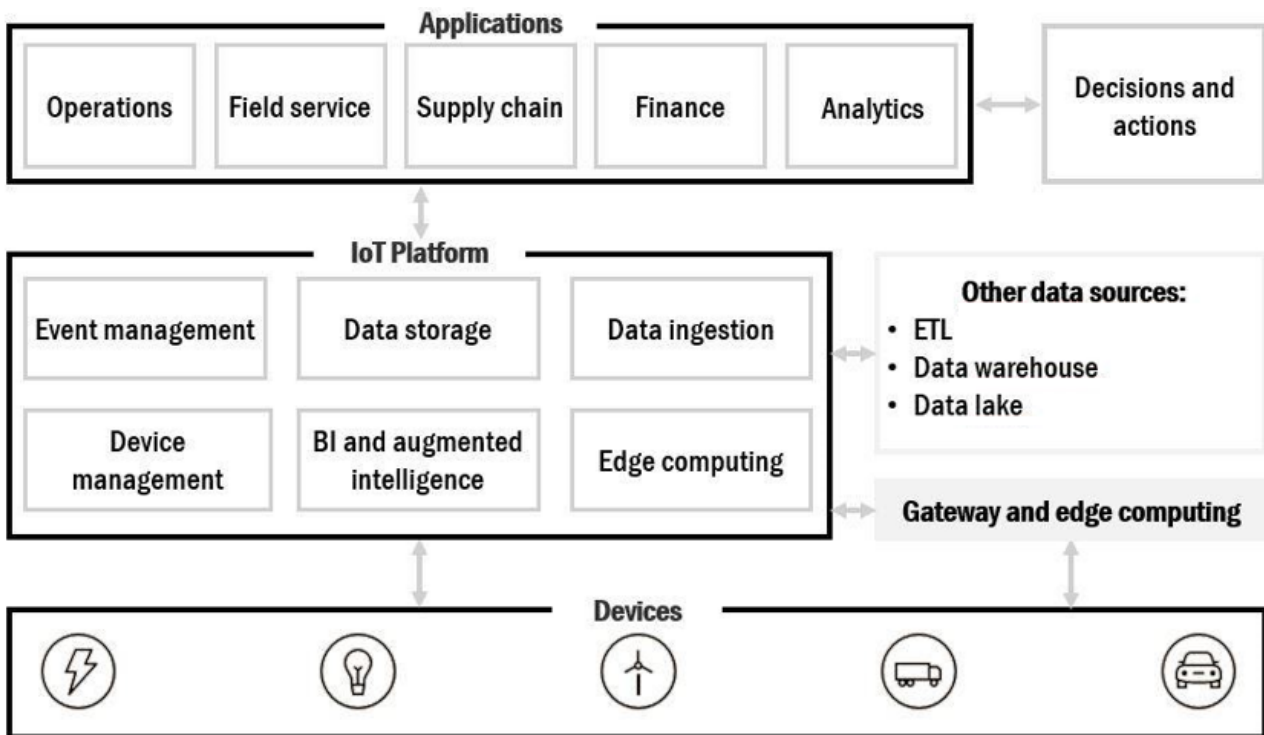 Applications
Operations
Field service
Supply chain
Finance
Analytics
Decisions and
actions
IoT Platform
Event management
Data storage
Data ingestion
Device
management
BI and augmented
intelligence
Edge computing
Other data sources:
• ETL
• Data warehouse
• Data lake
Gateway and edge computing
Devices